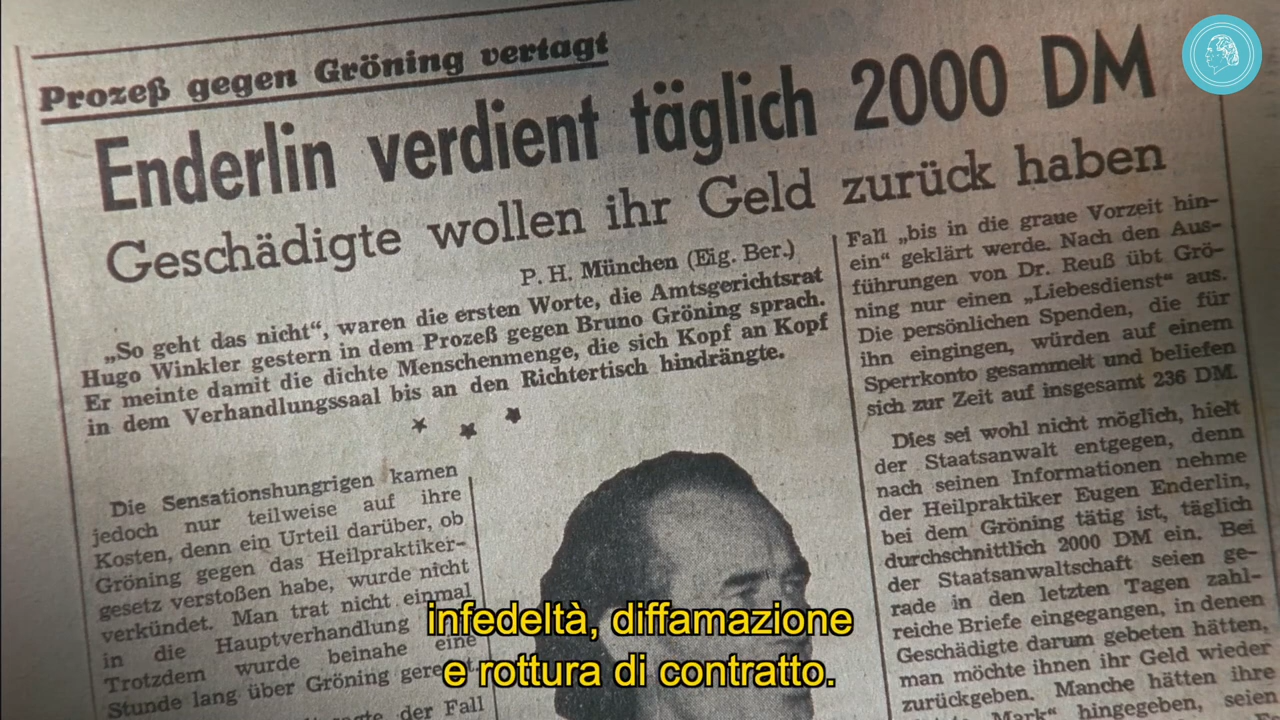 Prozeß gegen Gröning vertagt
Enderlin verdient täglich 2000 DM
Geschädigte wollen ihr Geld zurück haben
P. H. München (Eig. Ber.)
„So geht das nicht“, waren die ersten Worte, die Amtsgerichtsrat
Hugo Winkler gestern in dem Prozeß gegen Bruno Gröning sprach.
Er meinte damit die dichte Menschenmenge, die sich Kopf an Kopf
in dem Verhandlungssaal bis an den Richtertisch hindrängte.
Die Sensationshungrigen kamen
jedoch nur teilweise auf ihre
Kosten, denn ein Urteil darüber, ob
Gröning gegen das Heilpraktiker-
gesetz verstoßen habe, wurde nicht
verkündet. Man trat nicht einmal
in die Hauptverhandlung
Trotzdem wurde beinahe eine
Stunde lang über Gröning
der Fall
Fall „bis in die graue Vorzeit hin-
ein“ geklärt werde. Nach den Aus-
führungen von Dr. Reuß übt Grö-
ning nur einen „Liebesdienst“ aus.
Die persönlichen Spenden, die für
ihn eingingen, würden auf einem
Sperrkonto gesammelt und beliefen
sich zur Zeit auf insgesamt 236 DM.
Dies sei wohl nicht möglich, hielt
der Staatsanwalt entgegen, denn
nach seinen Informationen nehme
der Heilpraktiker Eugen Enderlin,
bei dem Gröning tätig ist, täglich
durchschnittlich 2000 DM ein. Bei
der Staatsanwaltschaft seien ge-
rade in den letzten Tagen zahl-
reiche Briefe eingegangen, in denen
Geschädigte darum gebeten hätten,
man möchte ihnen ihr Geld wieder
zurückgeben. Manche hätten ihre
Mark“ hingegeben, seien
infedeltà, diffamazione
e rottura di contratto.